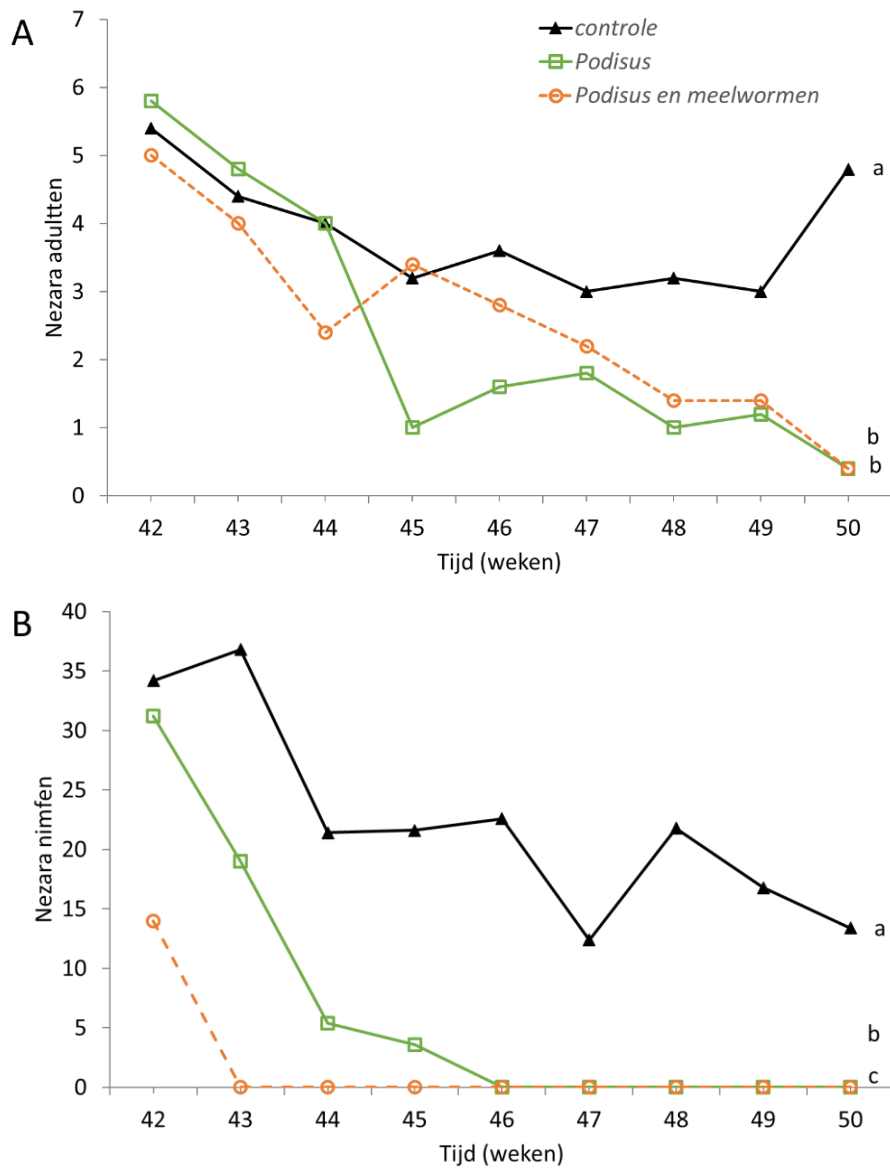 A
controle
Podisus
Podisus en meelwormen
7
6
5
4
3
2
1
0
Nezara adultten
a
b
b
42 43 44 45 46 47 48 49 50
Tijd (weken)
B
40
35
30
25
20
15
10
5
0
Nezara nimfen
a
b
c
42 43 44 45 46 47 48 49 50
Tijd (weken)